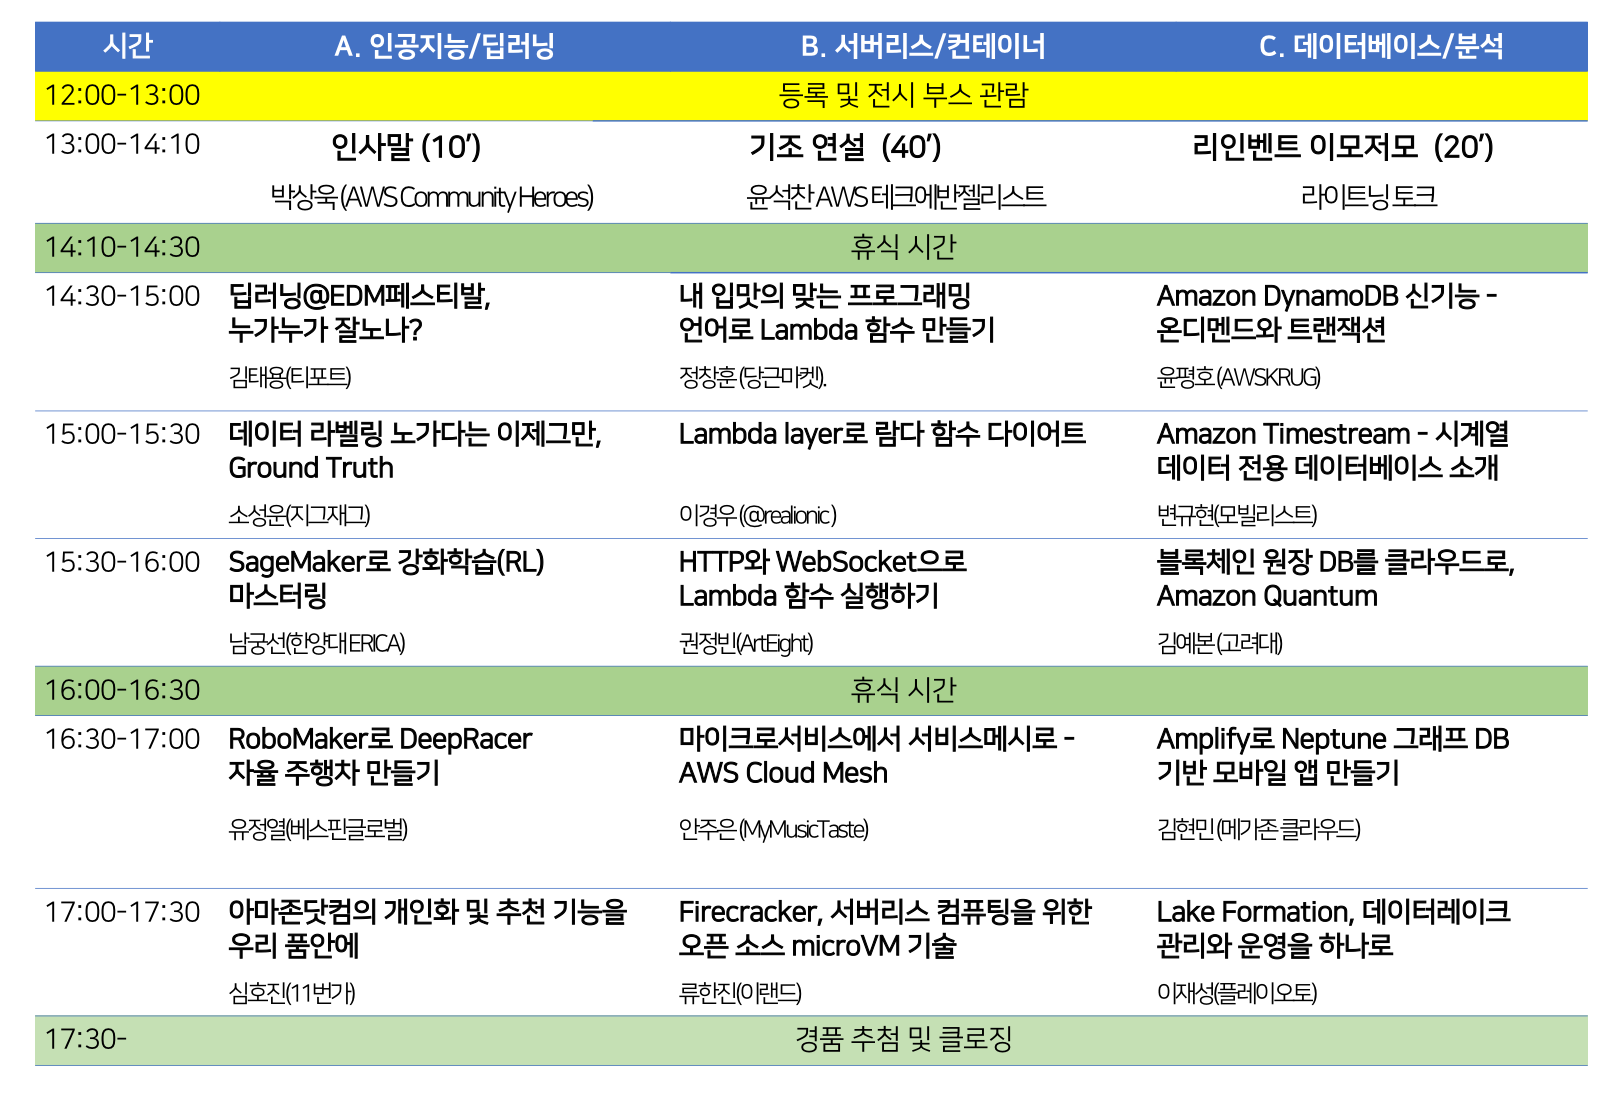 시간 A. 인공지능/딥러닝 B. 서버리스/컨테이너 C. 데이터베이스/분석
12:00-13:00 등록 및 전시 부스 관람
13:00-14:10 인사말 (10’) 기조 연설 (40’) 리인벤트 이모저모 (20’)
박상욱 (AWS Community Heroes) 윤석찬 AWS 테크에반젤리스트 라이트닝 토크
14:10-14:30 휴식 시간
14:30-15:00 딥러닝@EDM페스티발, 내 입맛의 맞는 프로그래밍 Amazon DynamoDB 신기능 -
누가누가 잘노나? 언어로 Lambda 함수 만들기 온디멘드와 트랜잭션
김태용(티포트) 정창훈 (당근마켓). 윤평호 (AWSKRUG)
15:00-15:30 데이터 라벨링 노가다는 이제그만, Lambda layer로 람다 함수 다이어트 Amazon Timestream - 시계열
Ground Truth 데이터 전용 데이터베이스 소개
소성운(지그재그) 이경우 (@realionic ) 변규현(모빌리스트)
15:30-16:00 SageMaker로 강화학습(RL) HTTP와 WebSocket으로 블록체인 원장 DB를 클라우드로,
마스터링 Lambda 함수 실행하기 Amazon Quantum
남궁선(한양대 ERICA) 권정빈(ArtEight) 김예본 (고려대)
16:00-16:30 휴식 시간
16:30-17:00 RoboMaker로 DeepRacer 마이크로서비스에서 서비스메시로 - Amplify로 Neptune 그래프 DB
자율 주행차 만들기 AWS Cloud Mesh 기반 모바일 앱 만들기
유정열(베스핀글로벌) 안주은 (MyMusicTaste) 김현민 (메가존 클라우드)
17:00-17:30 아마존닷컴의 개인화 및 추천 기능을 Firecracker, 서버리스 컴퓨팅을 위한 Lake Formation, 데이터레이크
우리 품안에 오픈 소스 microVM 기술 관리와 운영을 하나로
심호진(11번가) 류한진(이랜드) 이재성(플레이오토)
17:30- 경품 추첨 및 클로징